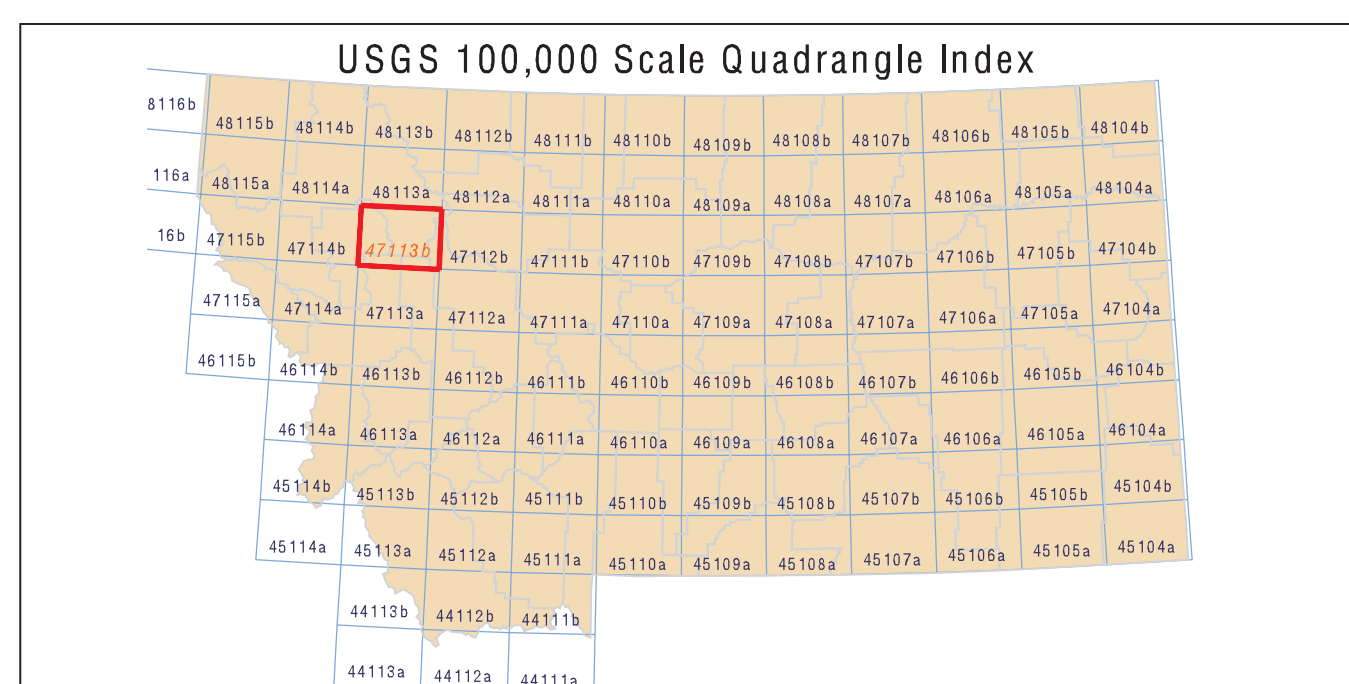 USGS 100,000 Scale Quadrangle Index
8116b 48115b 48114b 48113b 48112b 48111b 48110b 48109b 48108b 48107b 48106b 48105b 48104b
116a 48115a 48114a 48113a 48112a 48111a 48110a 48109a 48108a 48107a 48106a 48105a 48104a
16b 47115b 47114b 47113b 47112b 47111b 47110b 47109b 47108b 47107b 47106b 47105b 47104b
47115a 47114a 47113a 47112a 47111a 47110a 47109a 47108a 47107a 47106a 47105a 47104a
46115b 46114b 46113b 46112b 46111b 46110b 46109b 46108b 46107b 46106b 46105b 46104b
46114a 46113a 46112a 46111a 46110a 46109a 46108a 46107a 46106a 46105a 46104a
45114b 45113b 45112b 45111b 45110b 45109b 45108b 45107b 45106b 45105b 45104b
45114a 45113a 45112a 45111a 45110a 45109a 45108a 45107a 45106a 45105a 45104a
44113b 44112b 44111b
44113a 44112a 44111a